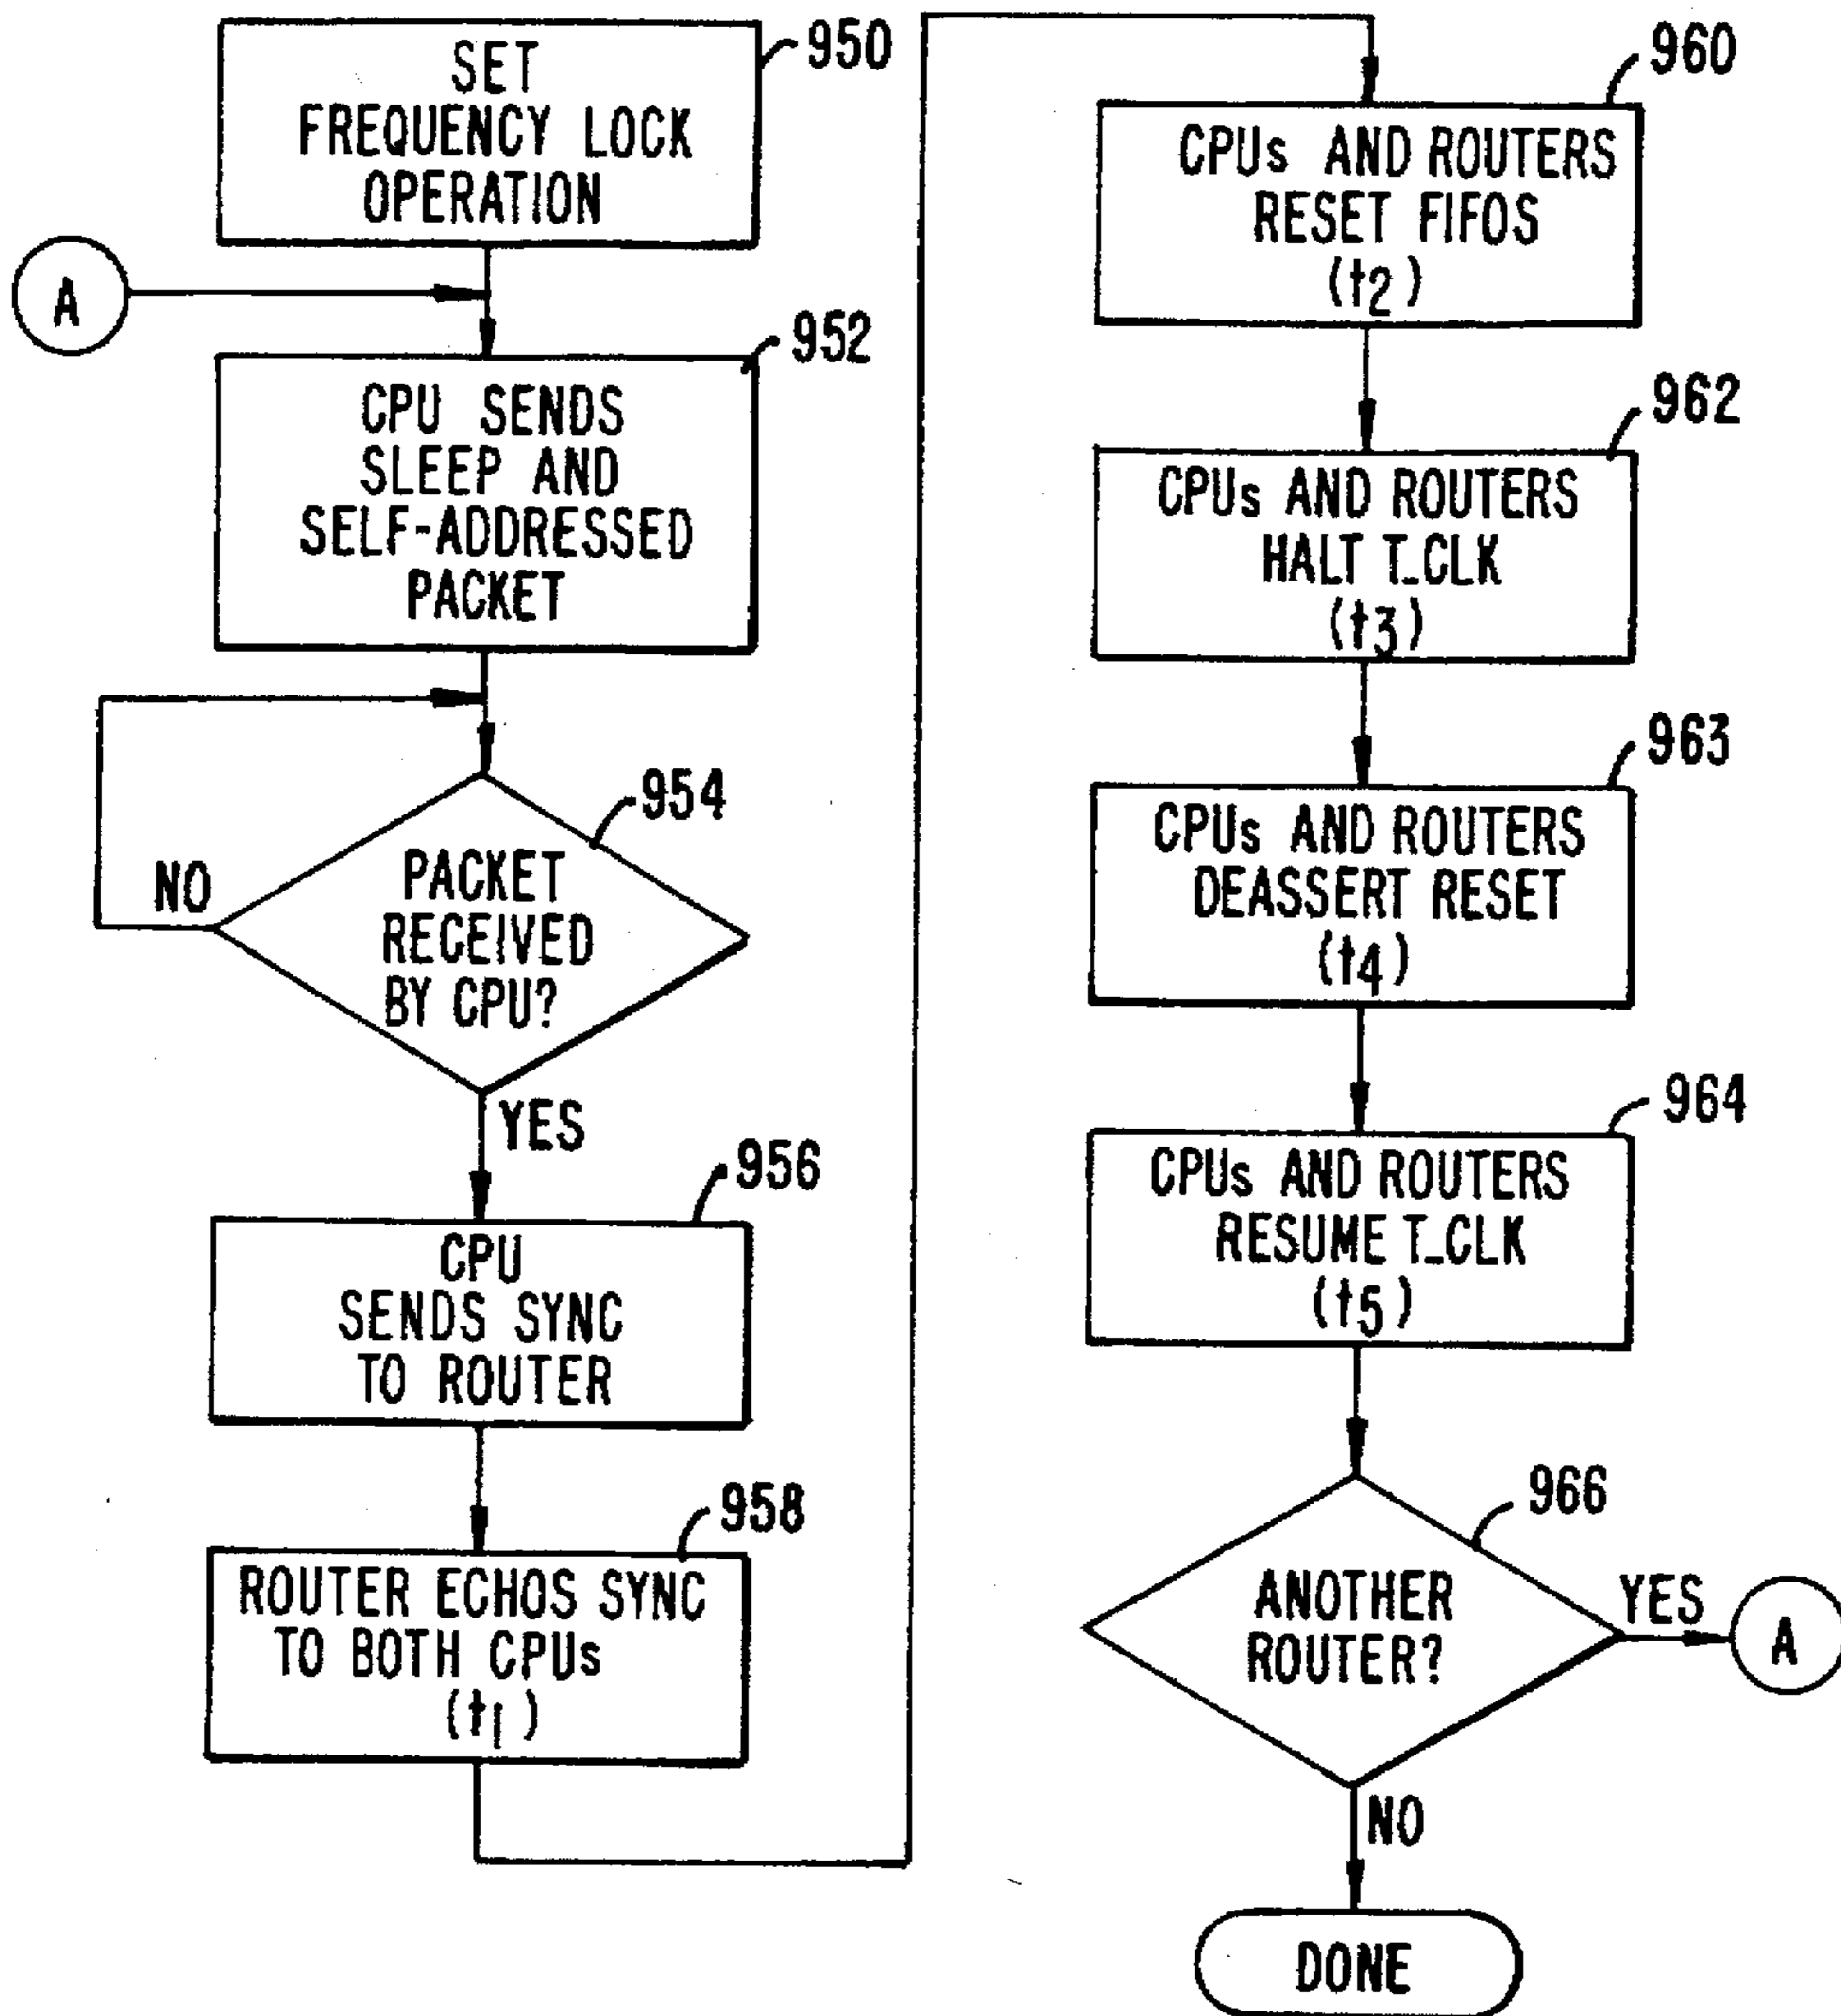 950
SET
FREQUENCY LOCK
OPERATION
A
952
CPU SENDS
SLEEP AND
SELF-ADDRESSED
PACKET
954
PACKET
RECEIVED
BY CPU?
NO
YES
956
CPU
SENDS SYNC
TO ROUTER
958
ROUTER ECHOS SYNC
TO BOTH CPUs
(t1)
960
CPUs AND ROUTERS
RESET FIFOS
(t2)
962
CPUs AND ROUTERS
HALT T_CLK
(t3)
963
CPUs AND ROUTERS
DEASSERT RESET
(t4)
964
CPUs AND ROUTERS
RESUME T_CLK
(t5)
966
ANOTHER
ROUTER?
YES
A
NO
DONE